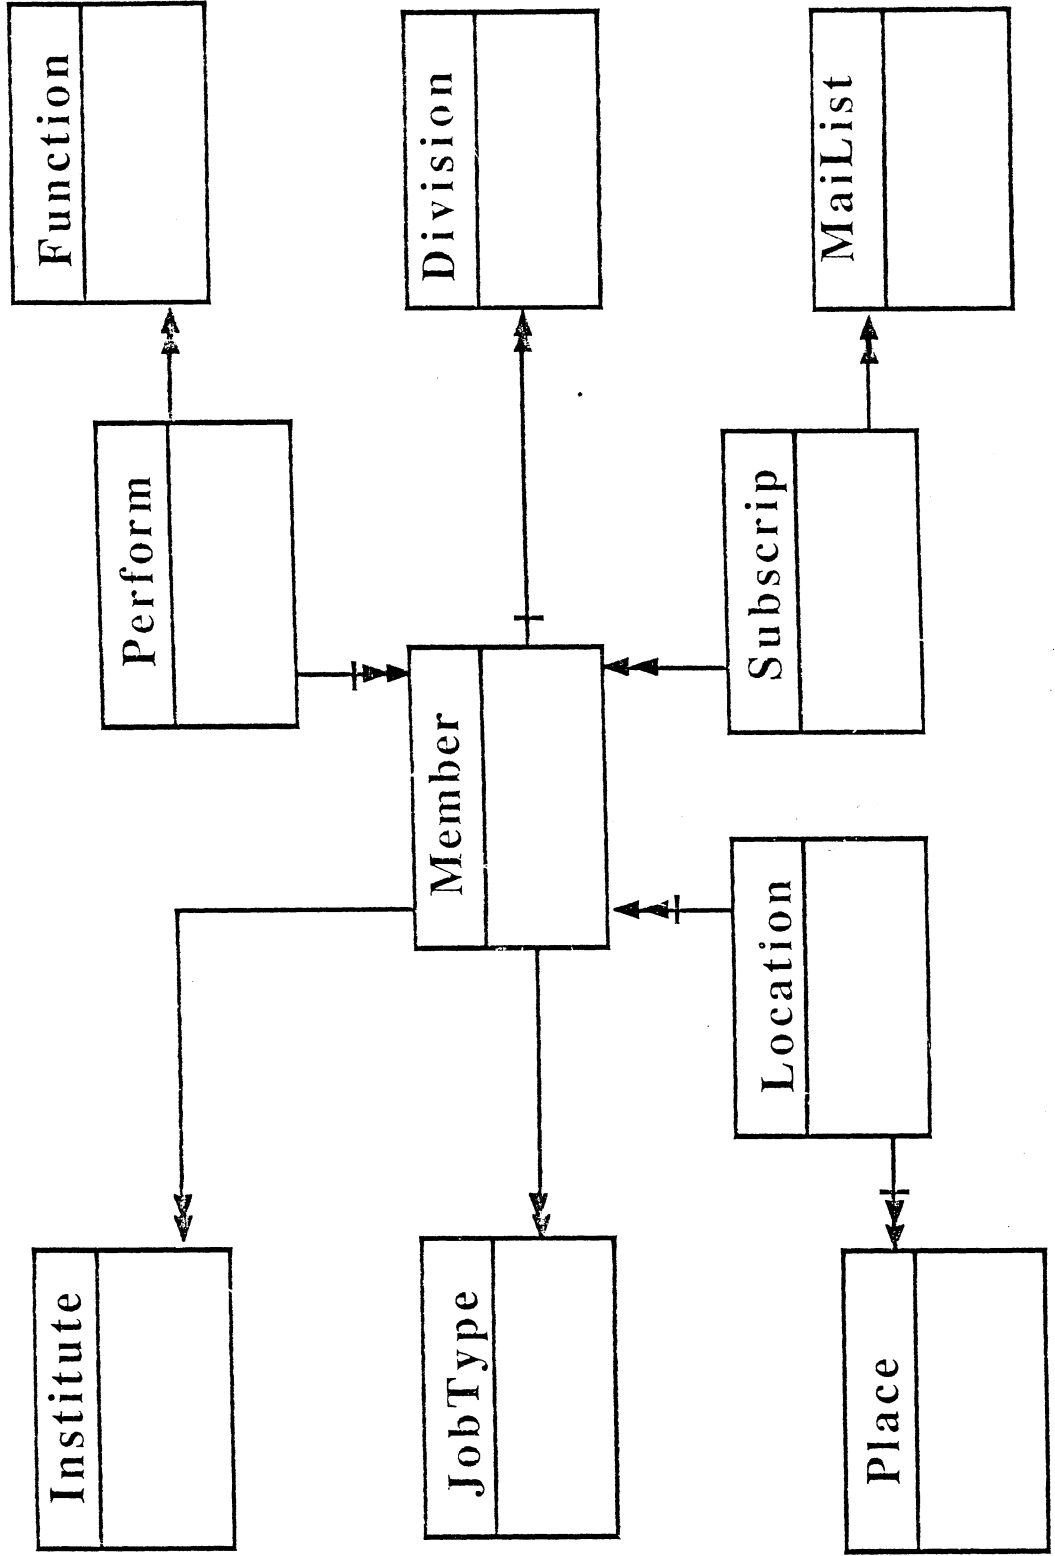 Institute
Function
Perform
JobType
Member
Division
Location
Subscrip
Place
MaiList